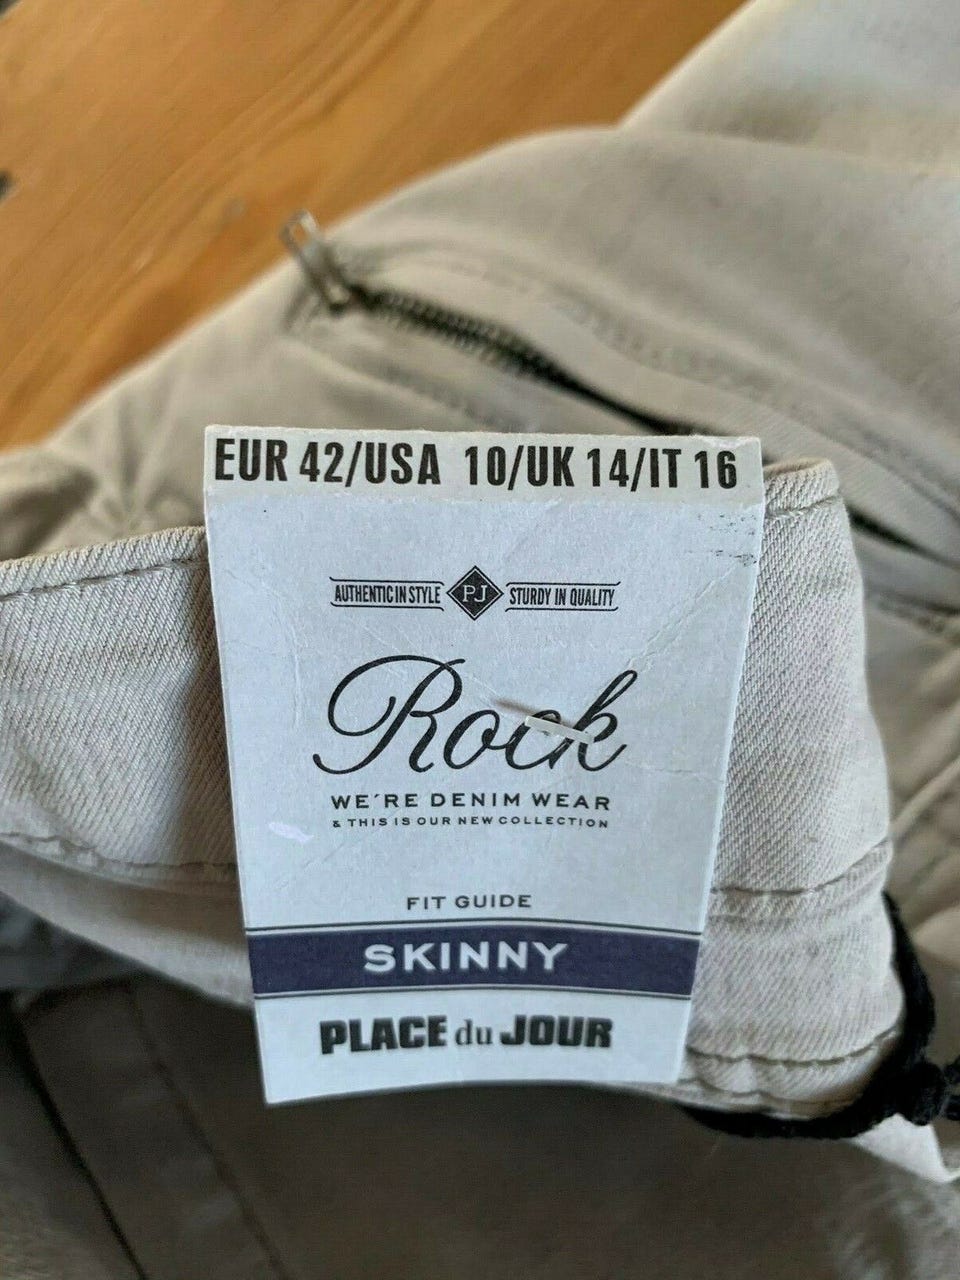 EUR 42/USA 10/UK 14/IT 16
AUTHENTIC IN STYLE PJ STURDY IN QUALITY
Rock
WE´RE DENIM WEAR
& THIS IS OUR NEW COLLECTION
FIT GUIDE
SKINNY
PLACE du JOUR